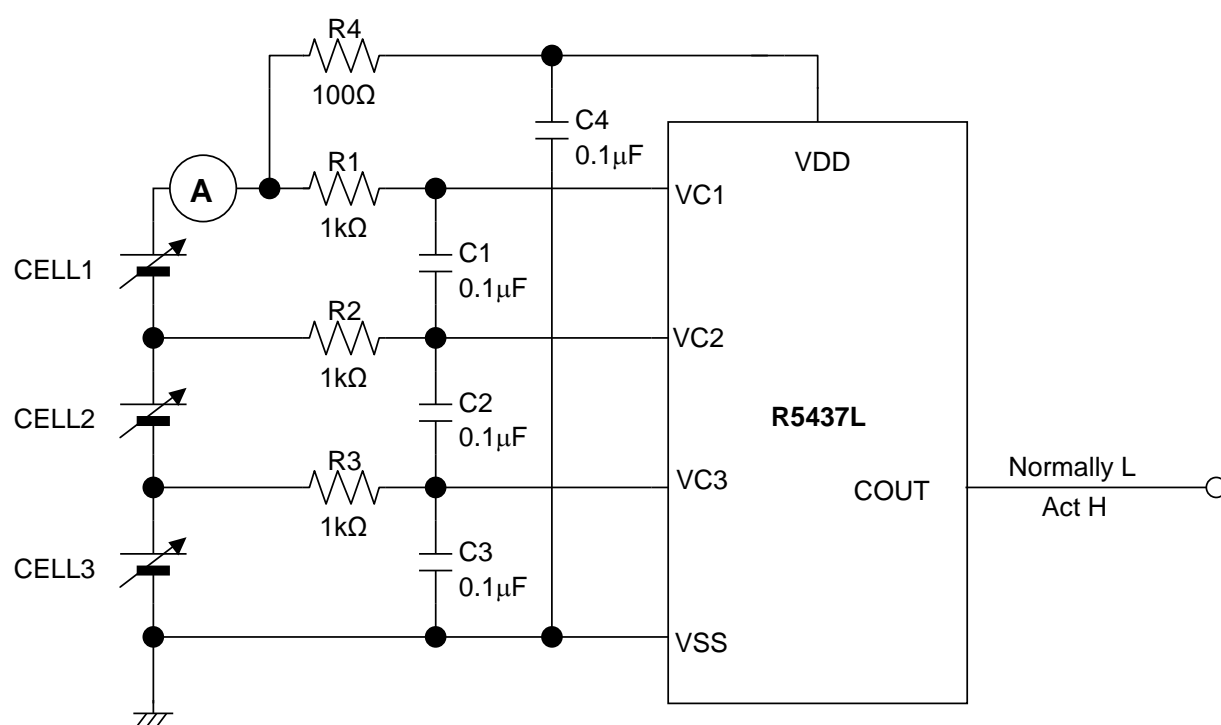 R4
100Ω
C4
0.1μF
VDD
A
R1
1kΩ
VC1
CELL1
C1
0.1μF
R2
1kΩ
VC2
CELL2
C2
0.1μF
R5437L
R3
1kΩ
VC3
COUT
Normally L
Act H
CELL3
C3
0.1μF
VSS